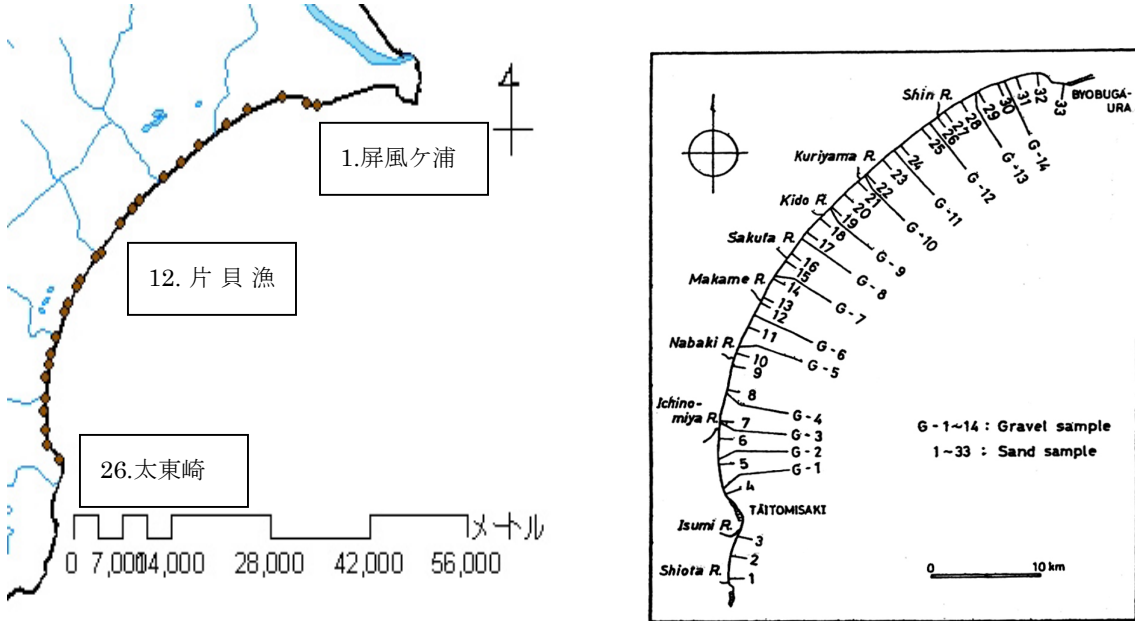 1.屏風ケ浦
12. 片 貝 漁
26.太東崎
メートル
0 7,000 14,000 28,000 42,000 56,000
BYOBUGA-
URA
Shin R.
Kuriyama R.
Kido R.
Sakuta R.
Makame R.
Nabaki R.
Ichino-
miya R.
TAITOMISAKI
Isumi R.
Shiota R.
33
32
31
30
29
28
27
26
25
24
23
22
21
20
19
18
17
16
15
14
13
12
11
10
9
8
7
6
5
4
3
2
1
G-14
G-13
G-12
G-11
G-10
G-9
G-8
G-7
G-6
G-5
G-4
G-3
G-2
G-1
G-1~14 : Gravel sample
1~33 : Sand sample
0 10 km